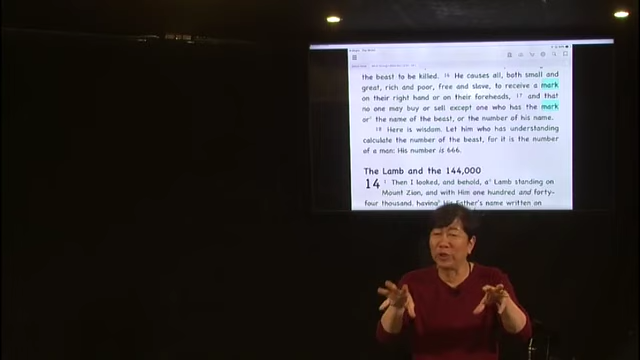 the beast to be killed. 16 He causes all, both small and
great, rich and poor, free and slave, to receive a mark
on their right hand or on their foreheads, 17 and that
no one may buy or sell except one who has the mark
or the name of the beast, or the number of his name.
18 Here is wisdom. Let him who has understanding
calculate the number of the beast, for it is the number
of a man: His number is 666.
The Lamb and the 144,000
14 1 Then I looked, and behold, a Lamb standing on
Mount Zion, and with Him one hundred and forty-
four thousand, having His Father's name written on